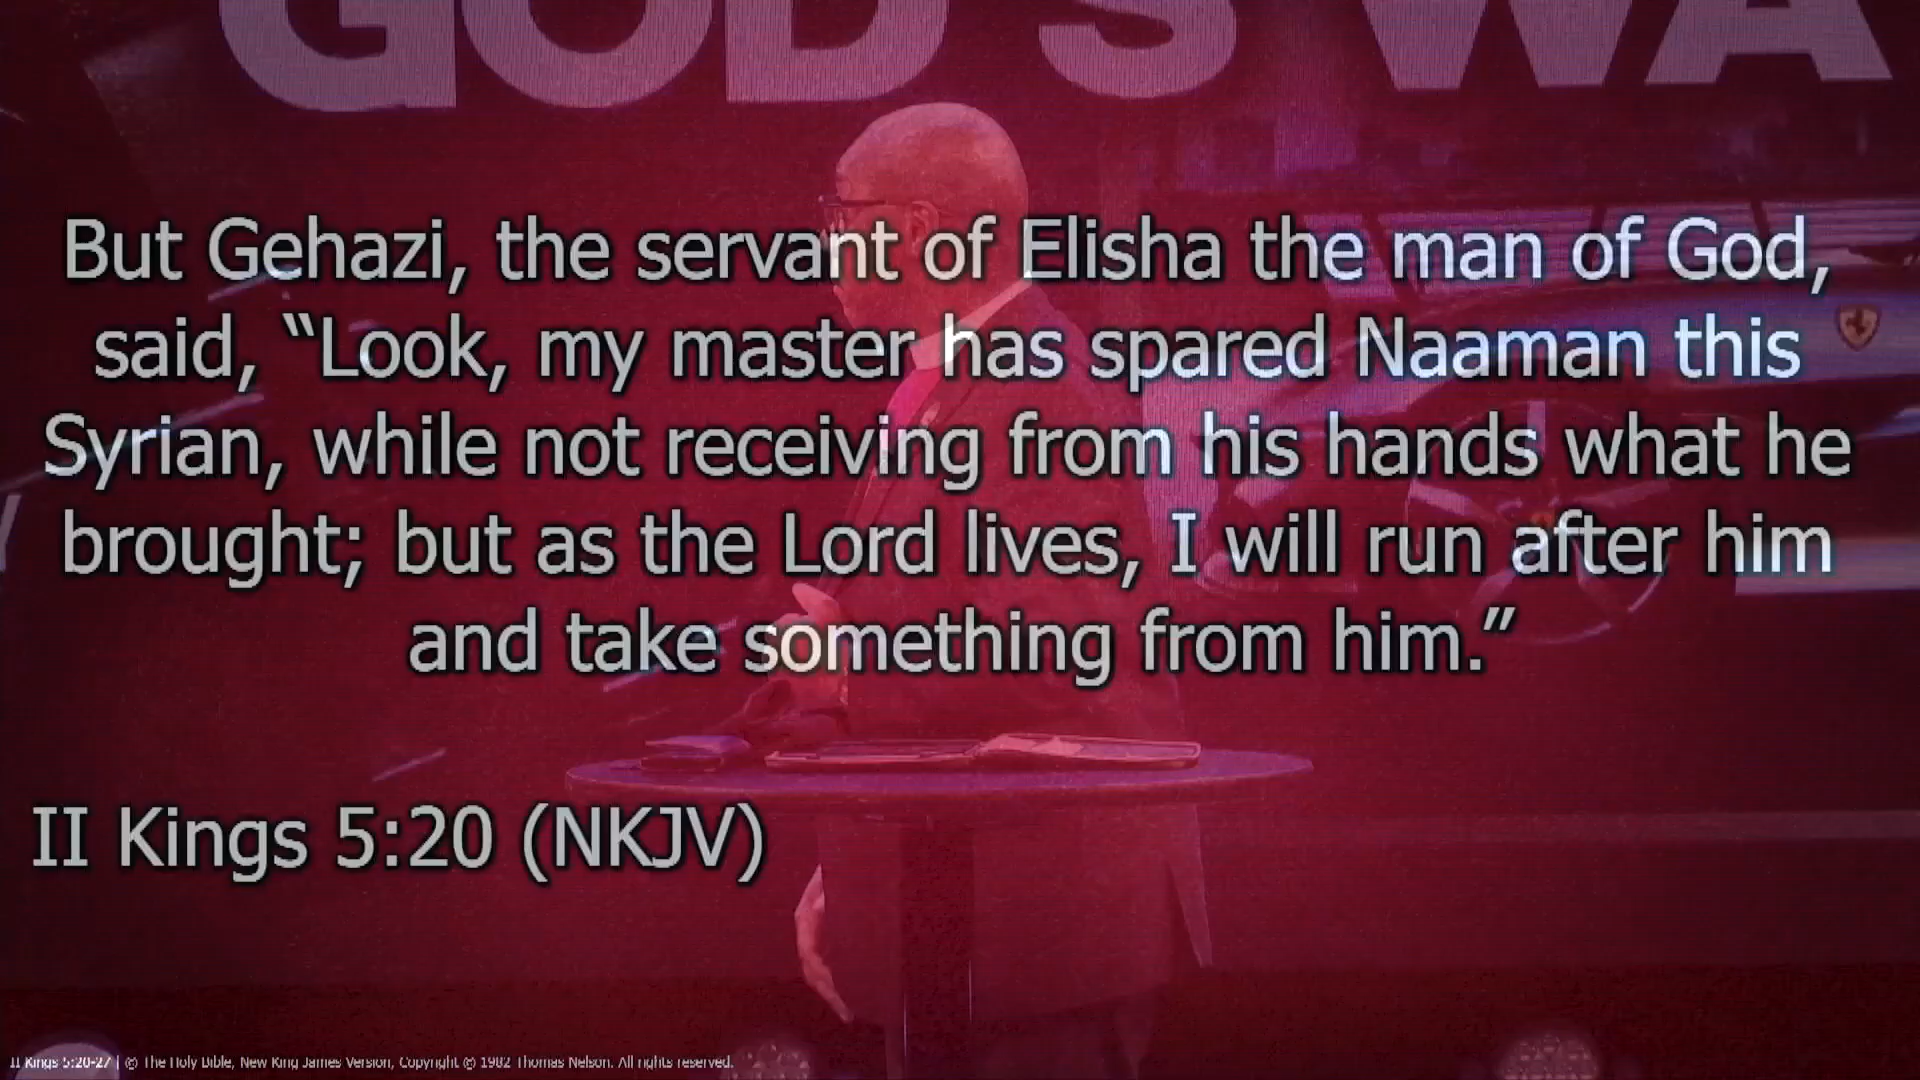 GOD'S WA
But Gehazi, the servant of Elisha the man of God,
said, “Look, my master has spared Naaman this
Syrian, while not receiving from his hands what he
brought; but as the Lord lives, I will run after him
and take something from him.”
II Kings 5:20 (NKJV)
II Kings 5:20-27 | © The Holy Bible, New King James Version, Copyright © 1982 Thomas Nelson. All rights reserved.